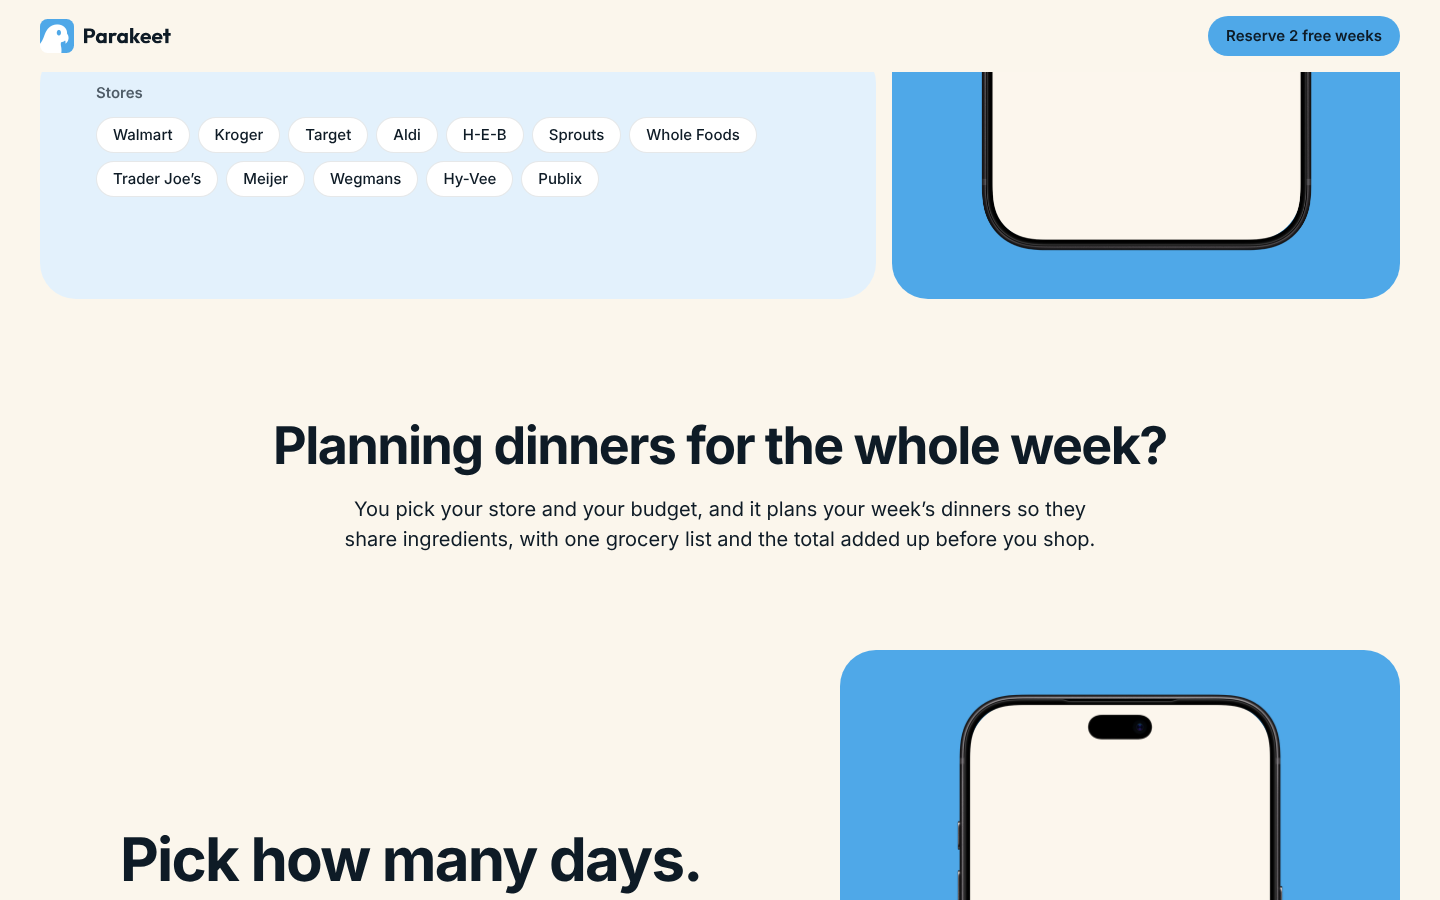 Parakeet
Reserve 2 free weeks
Stores
Walmart
Kroger
Target
Aldi
H-E-B
Sprouts
Whole Foods
Trader Joe’s
Meijer
Wegmans
Hy-Vee
Publix
Planning dinners for the whole week?
You pick your store and your budget, and it plans your week’s dinners so they
share ingredients, with one grocery list and the total added up before you shop.
Pick how many days.